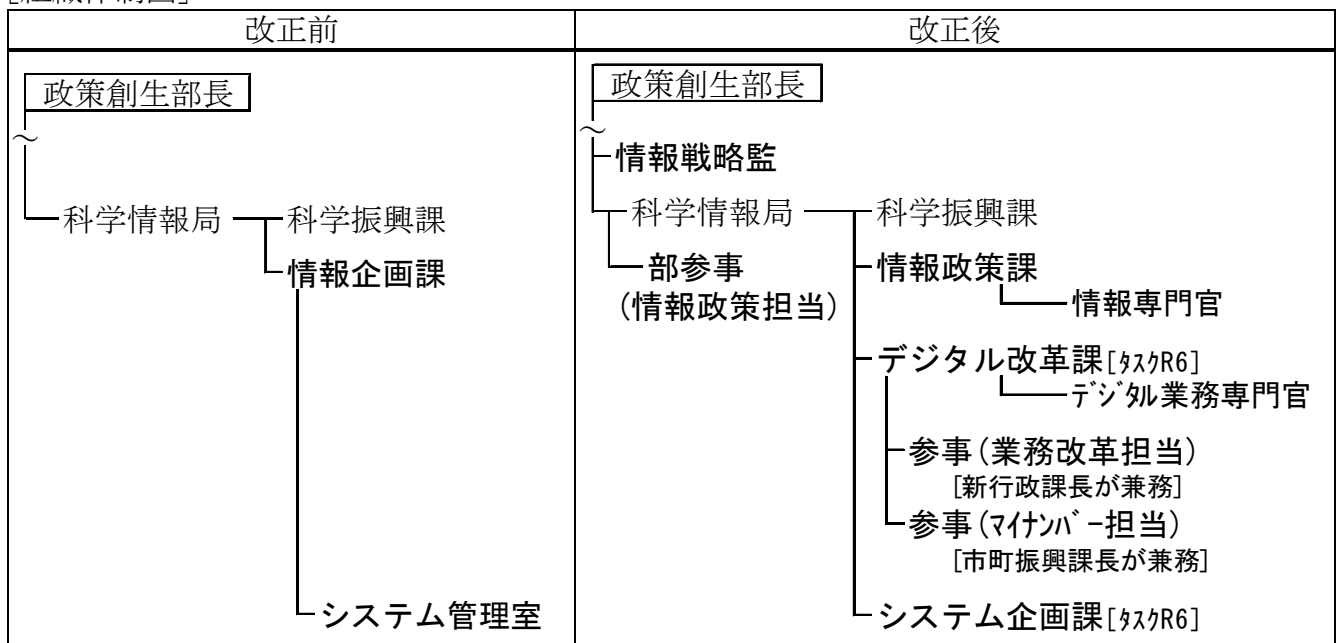 [組織体制図]
改正前
改正後
政策創生部長
~
科学情報局
科学振興課
情報企画課
システム管理室
政策創生部長
~
情報戦略監
科学情報局
科学振興課
部参事
(情報政策担当)
情報政策課
情報専門官
デジタル改革課[ﾀｽｸR6]
ﾃﾞｼﾞﾀﾙ業務専門官
参事(業務改革担当)
[新行政課長が兼務]
参事(ﾏｲﾅﾝﾊﾞｰ担当)
[市町振興課長が兼務]
システム企画課[ﾀｽｸR6]